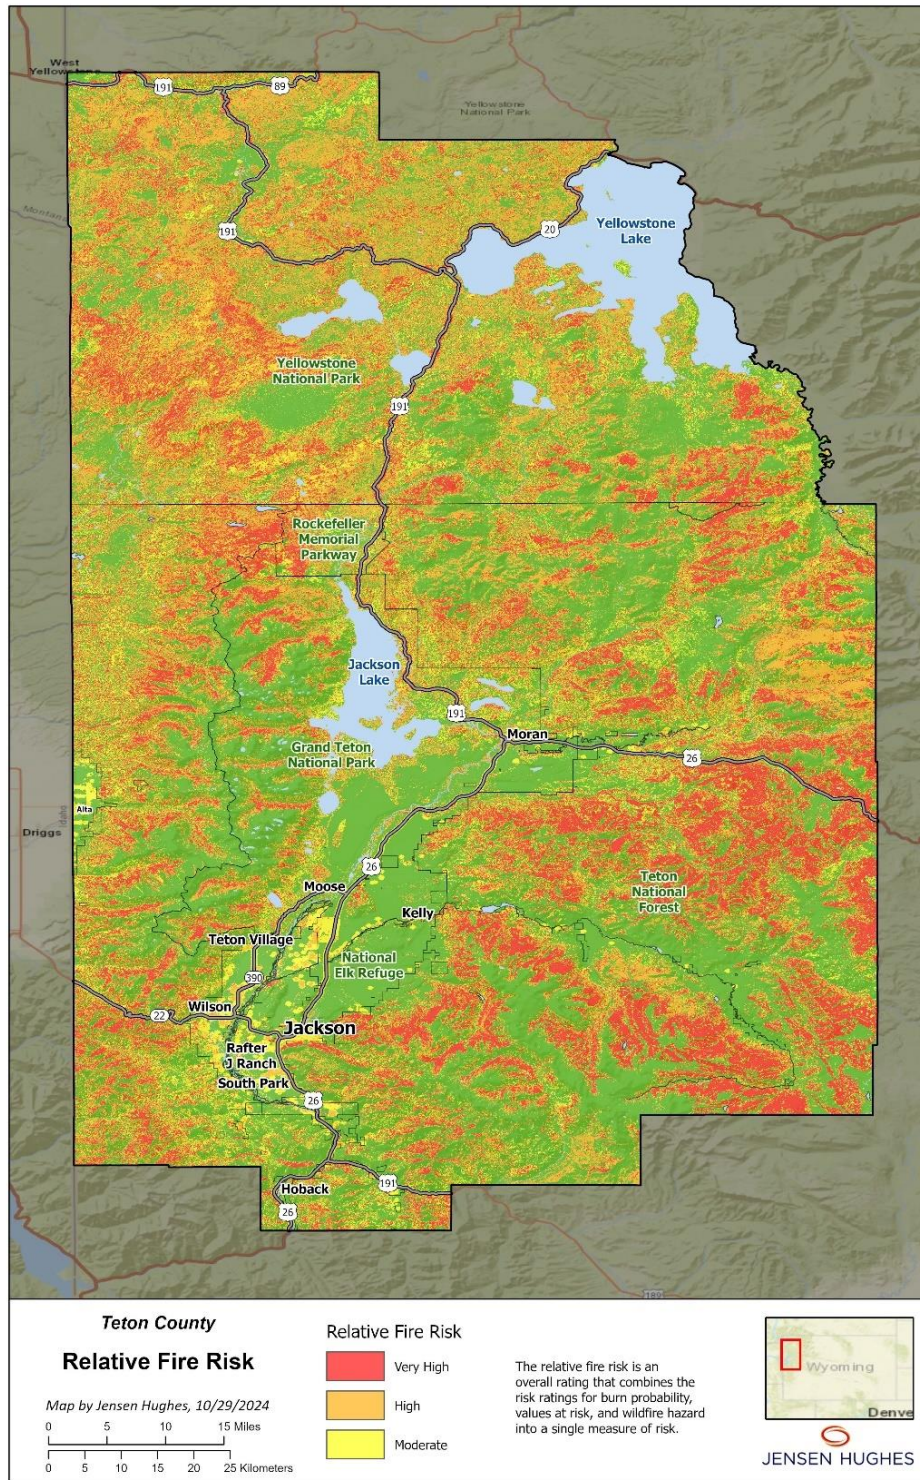 West
Yellowstone
191
89
Yellowstone
National Park
Montana
Yellowstone
Lake
20
191
Yellowstone
National Park
191
Rockefeller
Memorial
Parkway
Jackson
Lake
191
Moran
Grand Teton
National Park
26
Alta
Idaho
Driggs
26
Moose
Teton
National
Forest
Kelly
Teton Village
National
Elk Refuge
390
Wilson
22
Jackson
Rafter
J Ranch
South Park
26
191
Hoback
26
189
Teton County
Relative Fire Risk
Map by Jensen Hughes, 10/29/2024
0 5 10 15 Miles
0 5 10 15 20 25 Kilometers
Relative Fire Risk
Very High
High
Moderate
The relative fire risk is an
overall rating that combines the
risk ratings for burn probability,
values at risk, and wildfire hazard
into a single measure of risk.
Wyoming
Denve
JENSEN HUGHES